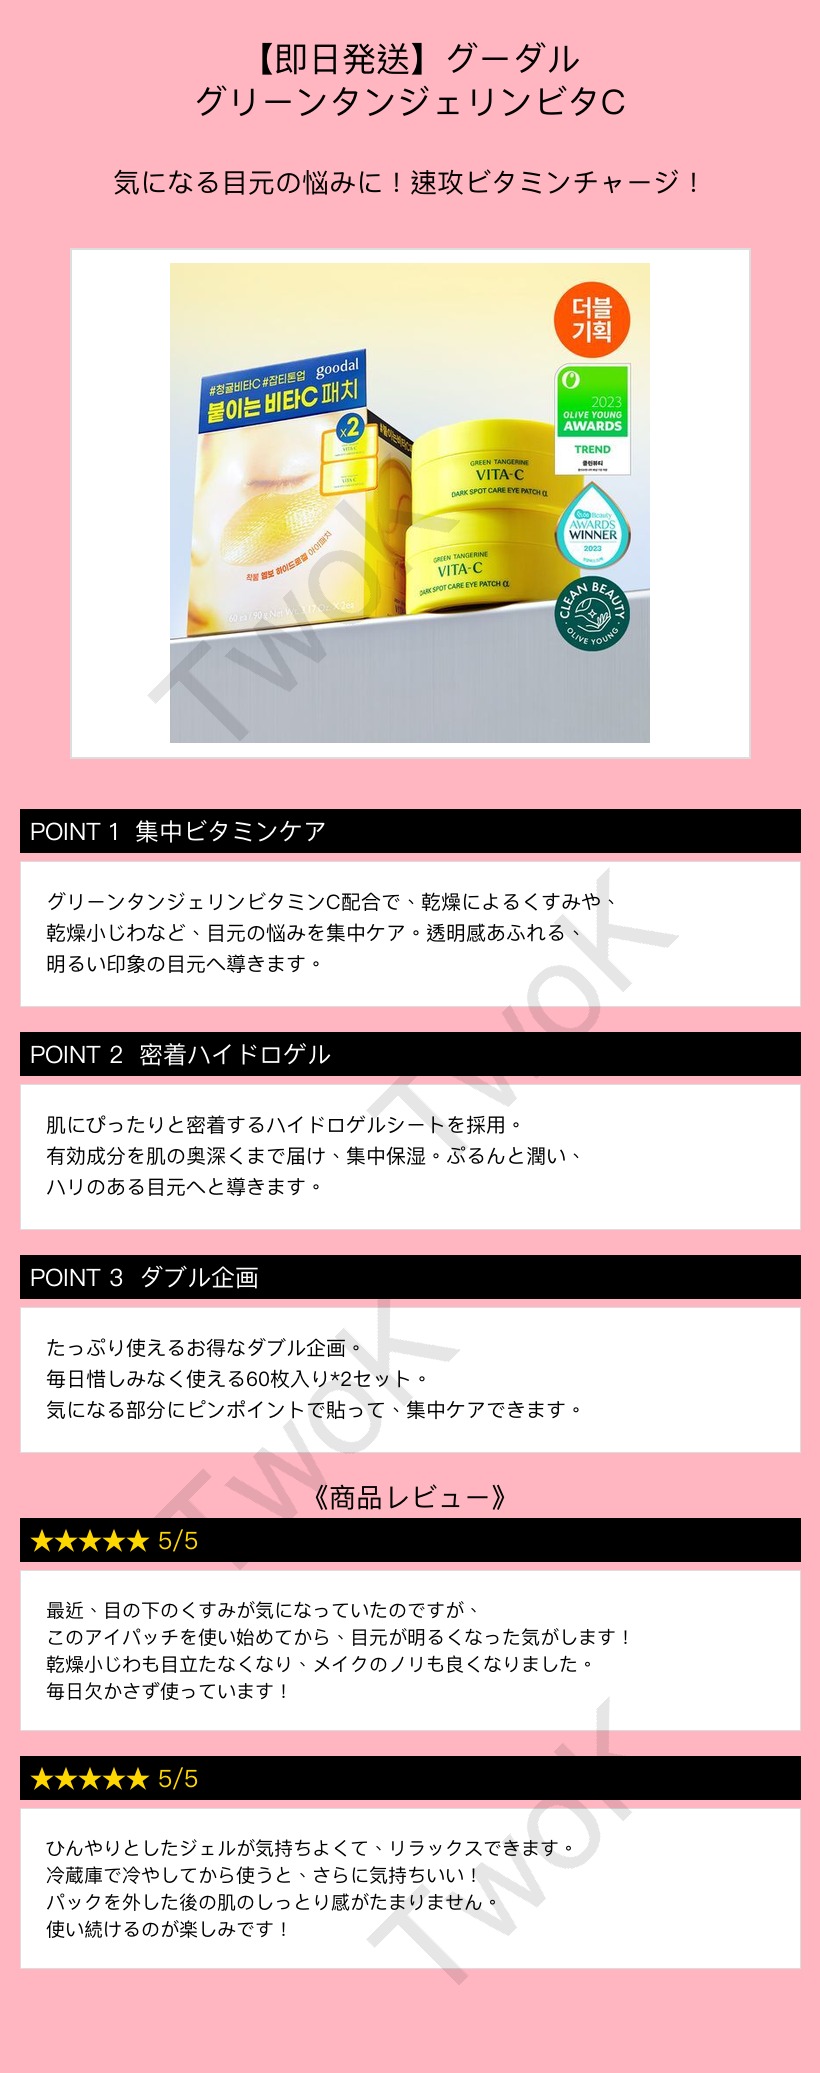 【即日発送】グーダル
グリーンタンジェリンビタC
気になる目元の悩みに！速攻ビタミンチャージ！
더블
기획
2023
OLIVE YOUNG
AWARDS
TREND
클린뷰티
Beauty
AWARDS
WINNER
2023
CLEAN BEAUTY
OLIVE YOUNG
#청귤비타C #잡티톤업 goodal
붙이는 비타C 패치
x2
착붙 엠보 하이드로겔 아이패치
GREEN TANGERINE
VITA-C
DARK SPOT CARE EYE PATCH α
GREEN TANGERINE
VITA-C
DARK SPOT CARE EYE PATCH α
TwoK
POINT 1 集中ビタミンケア
グリーンタンジェリンビタミンC配合で、乾燥によるくすみや、
乾燥小じわなど、目元の悩みを集中ケア。透明感あふれる、
明るい印象の目元へ導きます。
TwoK
POINT 2 密着ハイドロゲル
肌にぴったりと密着するハイドロゲルシートを採用。
有効成分を肌の奥深くまで届け、集中保湿。ぷるんと潤い、
ハリのある目元へと導きます。
POINT 3 ダブル企画
たっぷり使えるお得なダブル企画。
毎日惜しみなく使える60枚入り*2セット。
気になる部分にピンポイントで貼って、集中ケアできます。
TwoK
《商品レビュー》
★★★★★ 5/5
最近、目の下のくすみが気になっていたのですが、
このアイパッチを使い始めてから、目元が明るくなった気がします！
乾燥小じわも目立たなくなり、メイクのノリも良くなりました。
毎日欠かさず使っています！
★★★★★ 5/5
ひんやりとしたジェルが気持ちよくて、リラックスできます。
冷蔵庫で冷やしてから使うと、さらに気持ちいい！
パックを外した後の肌のしっとり感がたまりません。
使い続けるのが楽しみです！
TwoK